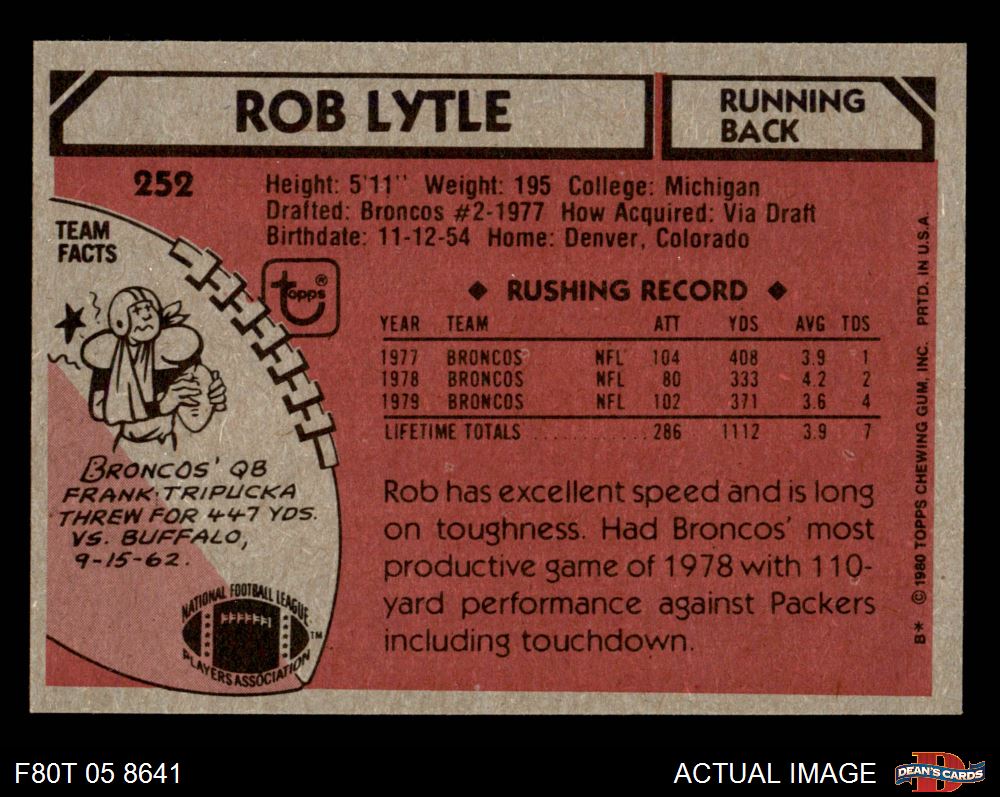 ROB LYTLE
RUNNING
BACK
252
Height: 5'11" Weight: 195 College: Michigan
Drafted: Broncos #2-1977 How Acquired: Via Draft
Birthdate: 11-12-54 Home: Denver, Colorado
TEAM
FACTS
topps®
◆ RUSHING RECORD ◆
YEAR TEAM ATT YDS AVG TDS
1977 BRONCOS NFL 104 408 3.9 1
1978 BRONCOS NFL 80 333 4.2 2
1979 BRONCOS NFL 102 371 3.6 4
LIFETIME TOTALS ............ 286 1112 3.9 7
BRONCOS' QB
FRANK TRIPUCKA
THREW FOR 447 YDS.
VS. BUFFALO,
9-15-62.
Rob has excellent speed and is long
on toughness. Had Broncos' most
productive game of 1978 with 110-
yard performance against Packers
including touchdown.
NATIONAL FOOTBALL LEAGUE
PLAYERS ASSOCIATION
TM
B* © 1980 TOPPS CHEWING GUM, INC. PRTD. IN U.S.A.
F80T 05 8641
ACTUAL IMAGE
D
DEAN'S CARDS